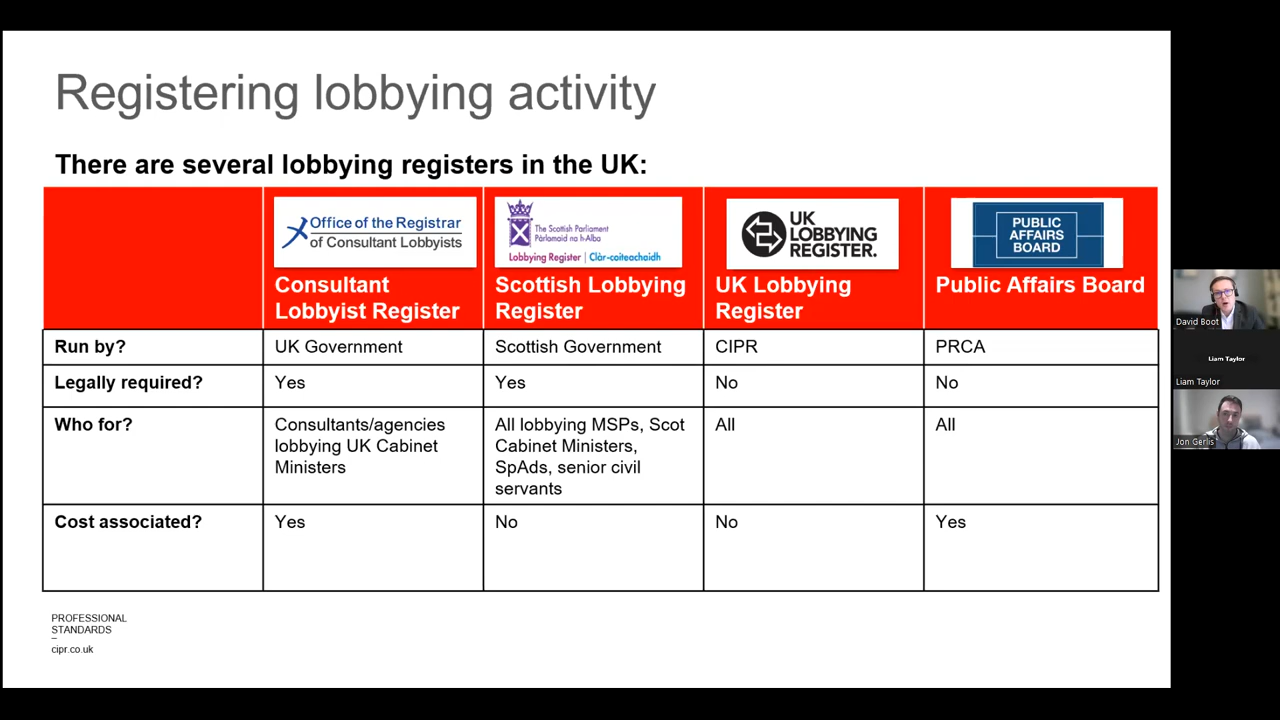 Registering lobbying activity
There are several lobbying registers in the UK:
Office of the Registrar
of Consultant Lobbyists
The Scottish Parliament
Pàrlamaid na h-Alba
Lobbying Register | Clàr-coiteachaidh
UK
LOBBYING
REGISTER.
PUBLIC
AFFAIRS
BOARD
Consultant
Lobbyist Register
Scottish Lobbying
Register
UK Lobbying
Register
Public Affairs Board
Run by?
UK Government
Scottish Government
CIPR
PRCA
Legally required?
Yes
Yes
No
No
Who for?
Consultants/agencies
lobbying UK Cabinet
Ministers
All lobbying MSPs, Scot
Cabinet Ministers,
SpAds, senior civil
servants
All
All
Cost associated?
Yes
No
No
Yes
PROFESSIONAL
STANDARDS
–
cipr.co.uk
David Boot
Liam Taylor
Liam Taylor
Jon Gerlis